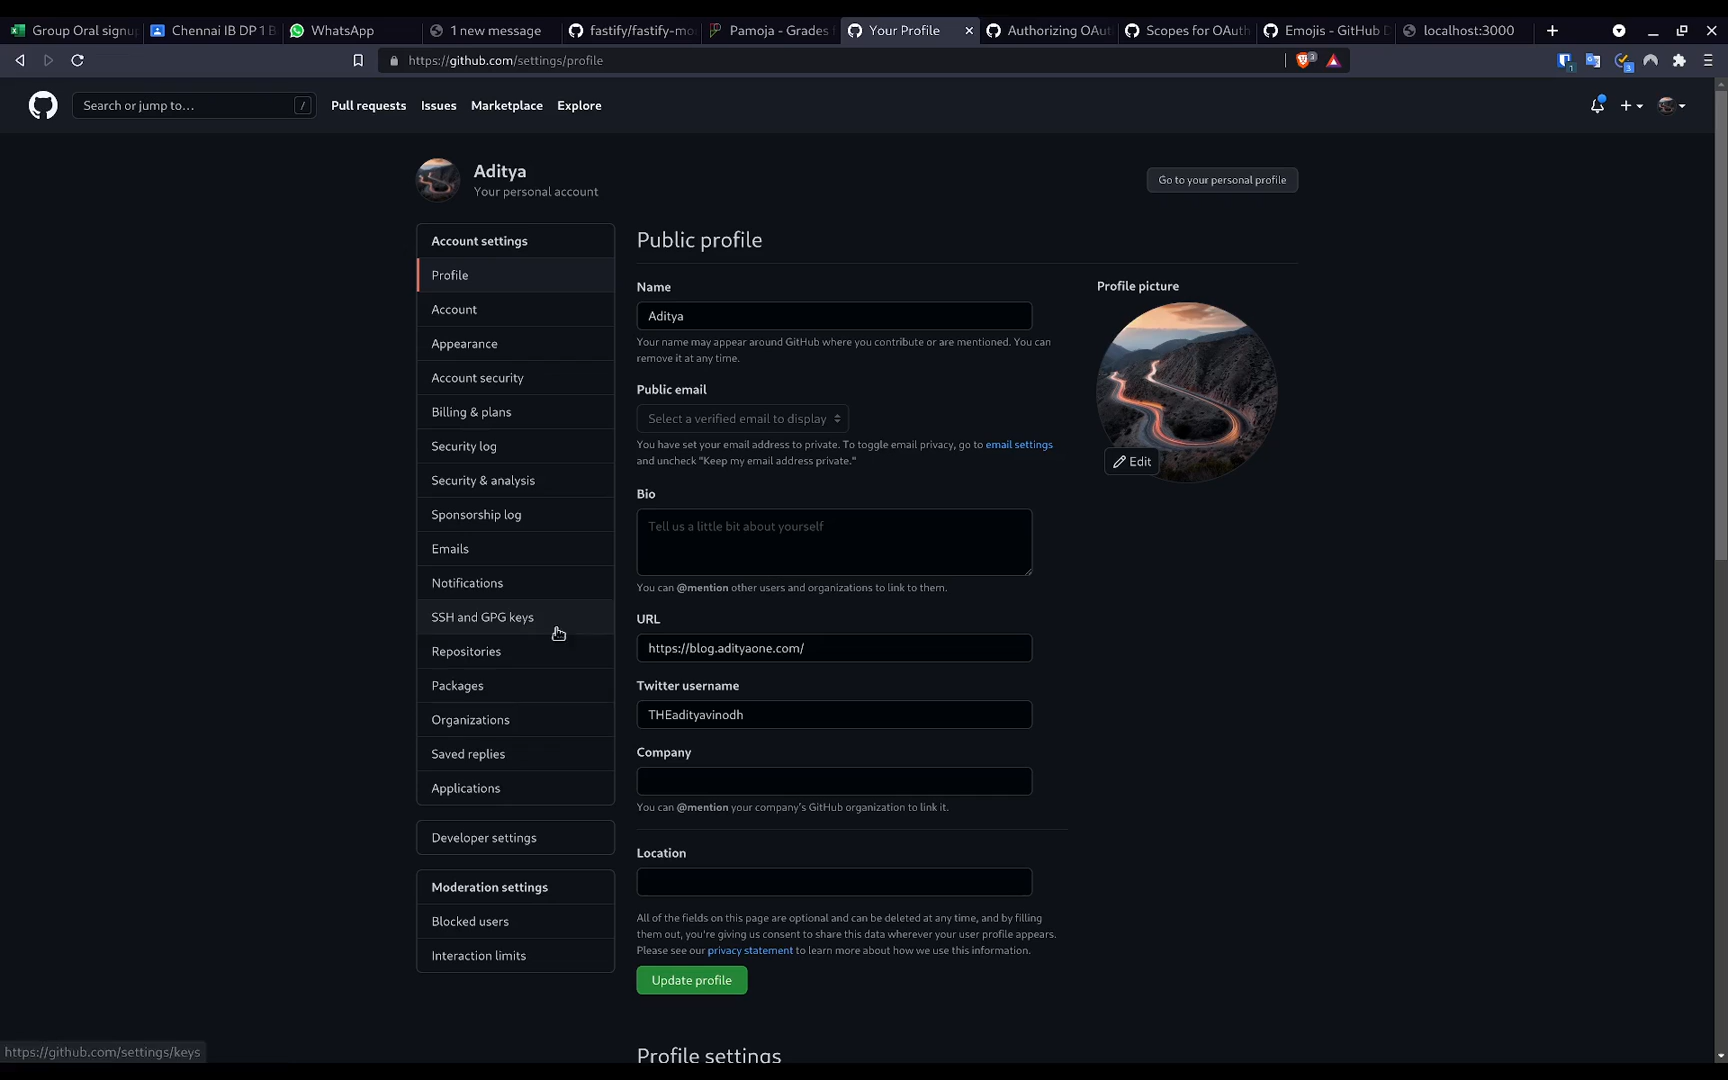 Group Oral signu
Chennai IB DP 1 B
WhatsApp
1 new message
fastify/fastify-mo
Pamoja - Grades
Your Profile
Authorizing OAut
Scopes for OAuth
Emojis - GitHub D
localhost:3000
https://github.com/settings/profile
3
1
3
Search or jump to...
/
Pull requests
Issues
Marketplace
Explore
Aditya
Your personal account
Go to your personal profile
Account settings
Profile
Account
Appearance
Account security
Billing & plans
Security log
Security & analysis
Sponsorship log
Emails
Notifications
SSH and GPG keys
Repositories
Packages
Organizations
Saved replies
Applications
Developer settings
Moderation settings
Blocked users
Interaction limits
Public profile
Name
Aditya
Your name may appear around GitHub where you contribute or are mentioned. You can
remove it at any time.
Public email
Select a verified email to display
You have set your email address to private. To toggle email privacy, go to email settings
and uncheck "Keep my email address private."
Bio
Tell us a little bit about yourself
You can @mention other users and organizations to link to them.
URL
https://blog.adityaone.com/
Twitter username
THEadityavinodh
Company
You can @mention your company's GitHub organization to link it.
Location
All of the fields on this page are optional and can be deleted at any time, and by filling
them out, you're giving us consent to share this data wherever your user profile appears.
Please see our privacy statement to learn more about how we use this information.
Update profile
Profile settings
Profile picture
Edit
https://github.com/settings/keys